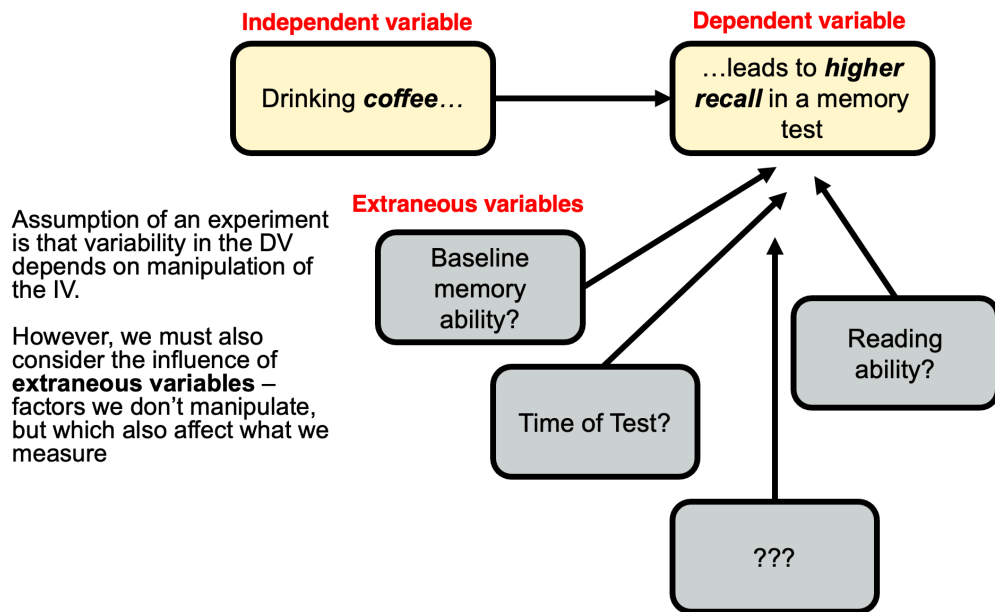 Independent variable
Dependent variable
Drinking coffee…
…leads to higher
recall in a memory
test
Extraneous variables
Assumption of an experiment
is that variability in the DV
depends on manipulation of
the IV.
However, we must also
consider the influence of
extraneous variables –
factors we don’t manipulate,
but which also affect what we
measure
Baseline
memory
ability?
Time of Test?
Reading
ability?
???